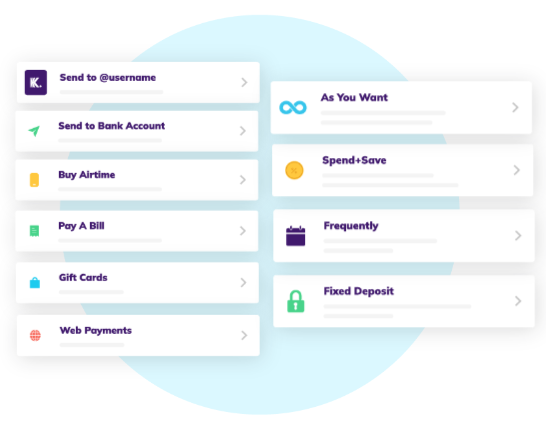 K.
Send to @username
Send to Bank Account
Buy Airtime
Pay A Bill
Gift Cards
Web Payments
As You Want
Spend+Save
Frequently
Fixed Deposit